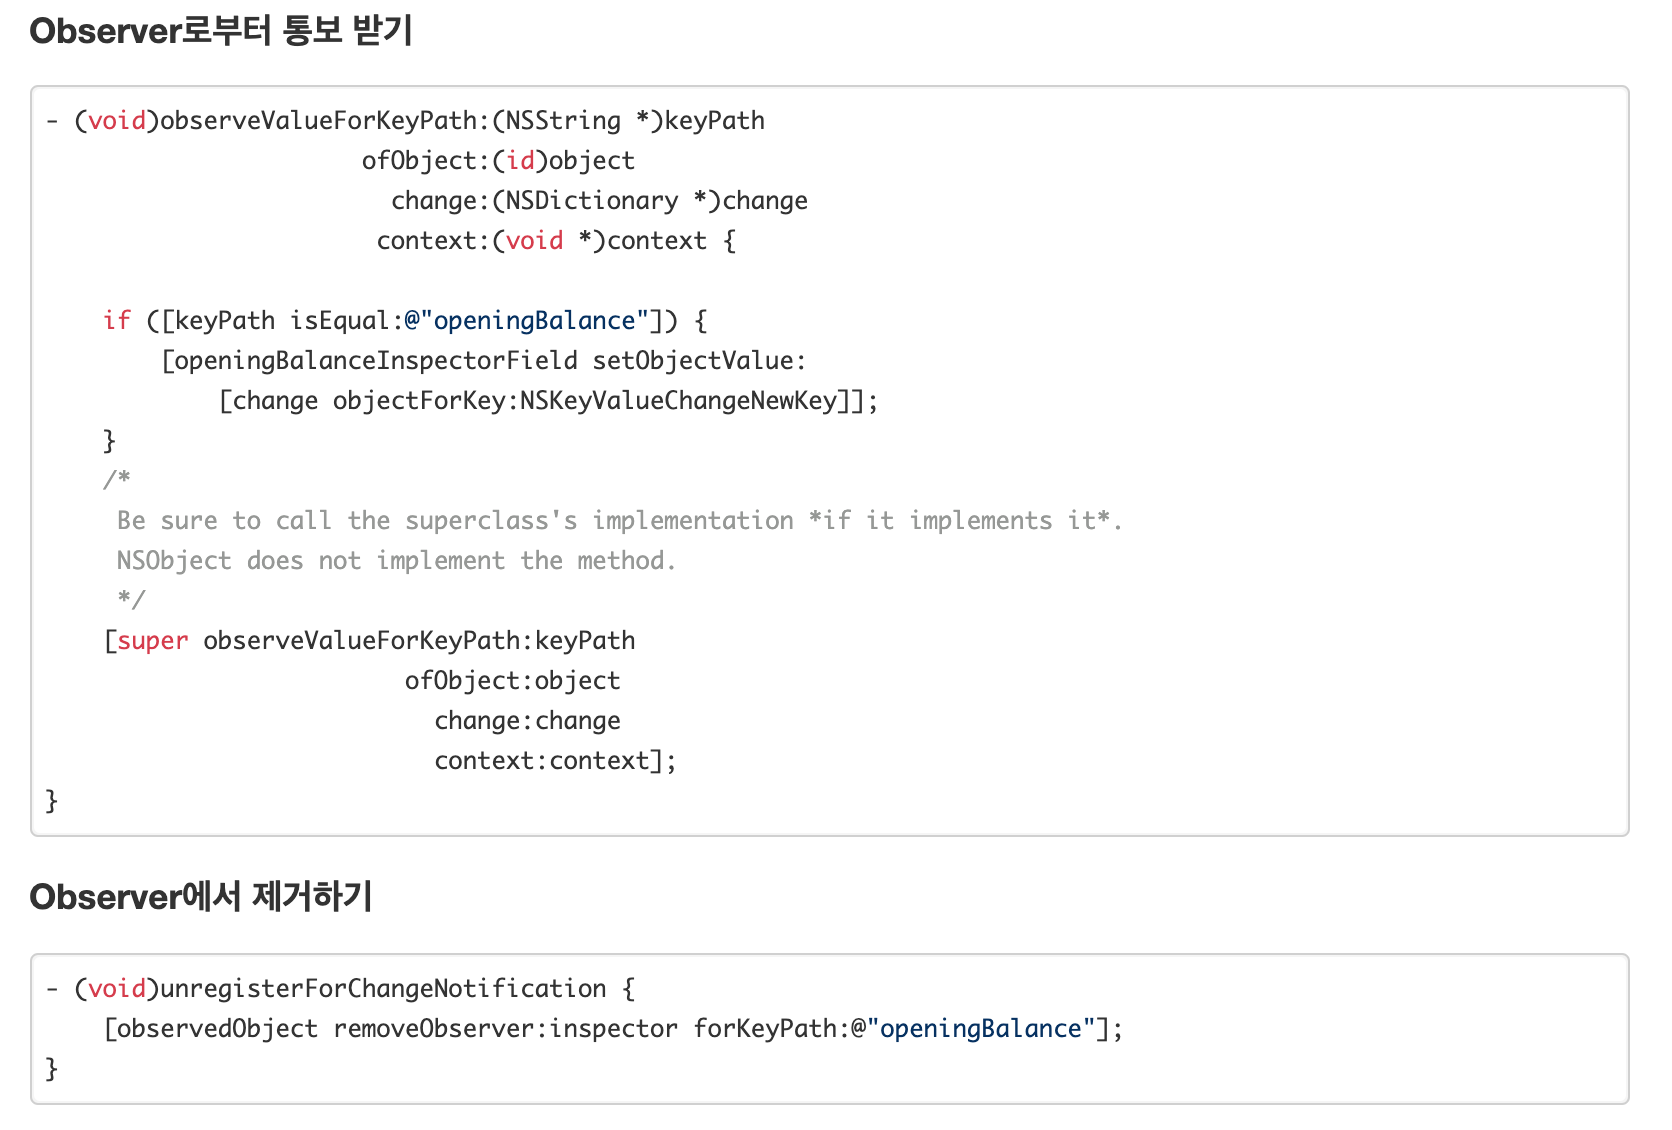 Observer로부터 통보 받기
- (void)observeValueForKeyPath:(NSString *)keyPath
                      ofObject:(id)object
                        change:(NSDictionary *)change
                       context:(void *)context {

    if ([keyPath isEqual:@"openingBalance"]) {
        [openingBalanceInspectorField setObjectValue:
            [change objectForKey:NSKeyValueChangeNewKey]];
    }
    /*
     Be sure to call the superclass's implementation *if it implements it*.
     NSObject does not implement the method.
     */
    [super observeValueForKeyPath:keyPath
                         ofObject:object
                           change:change
                           context:context];
}
Observer에서 제거하기
- (void)unregisterForChangeNotification {
    [observedObject removeObserver:inspector forKeyPath:@"openingBalance"];
}